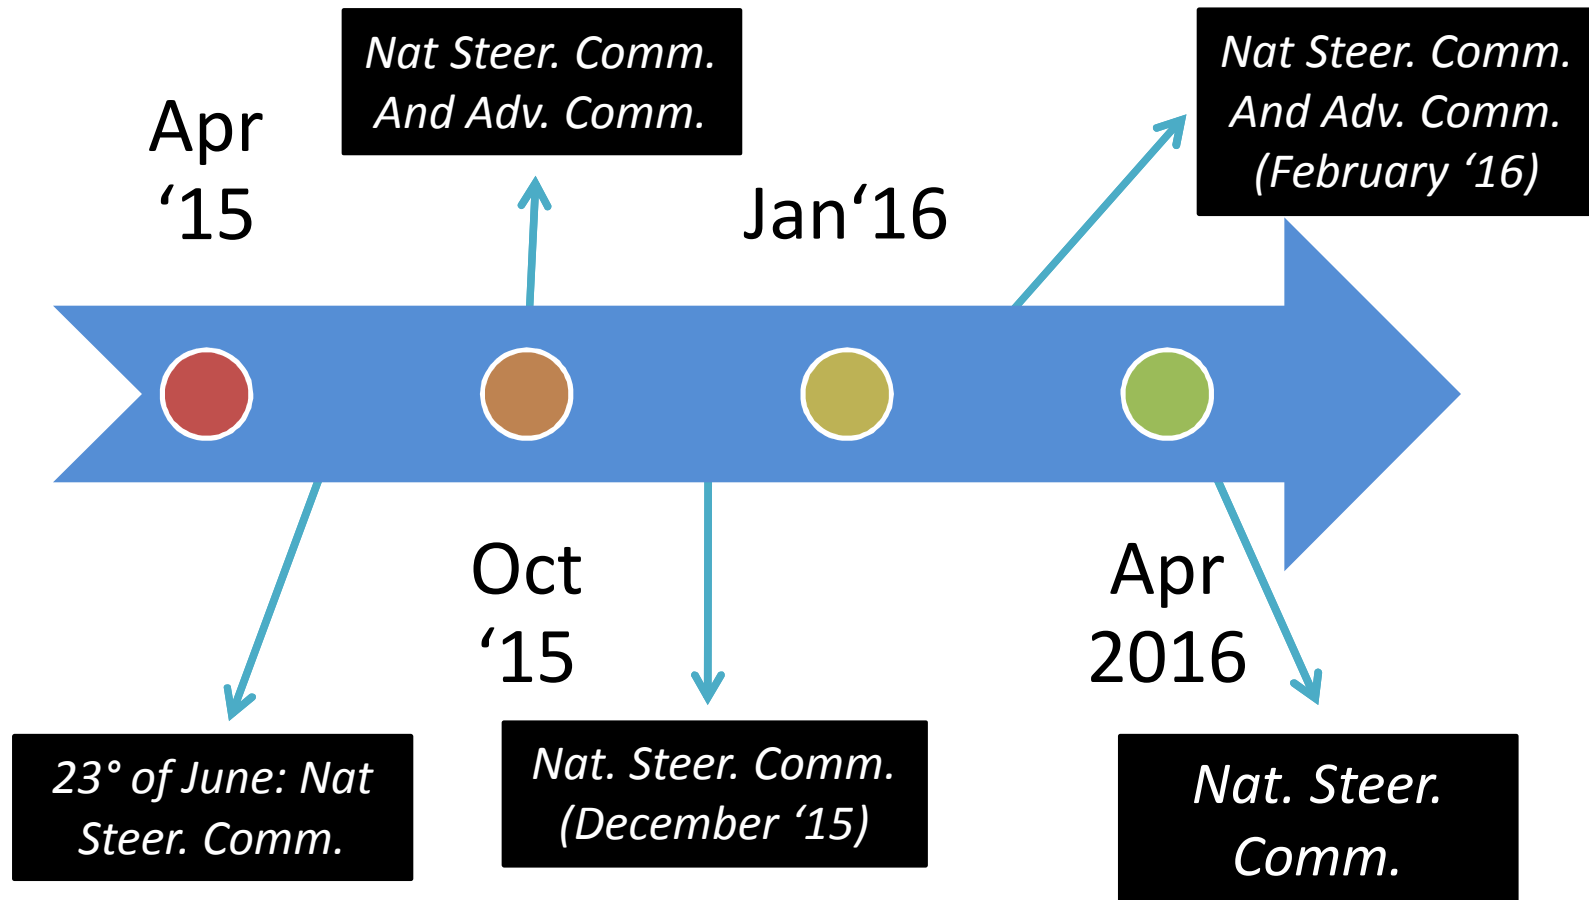 Nat Steer. Comm.
And Adv. Comm.
Nat Steer. Comm.
And Adv. Comm.
(February ‘16)
Apr
‘15
Jan‘16
Oct
‘15
Apr
2016
23° of June: Nat
Steer. Comm.
Nat. Steer. Comm.
(December ‘15)
Nat. Steer.
Comm.